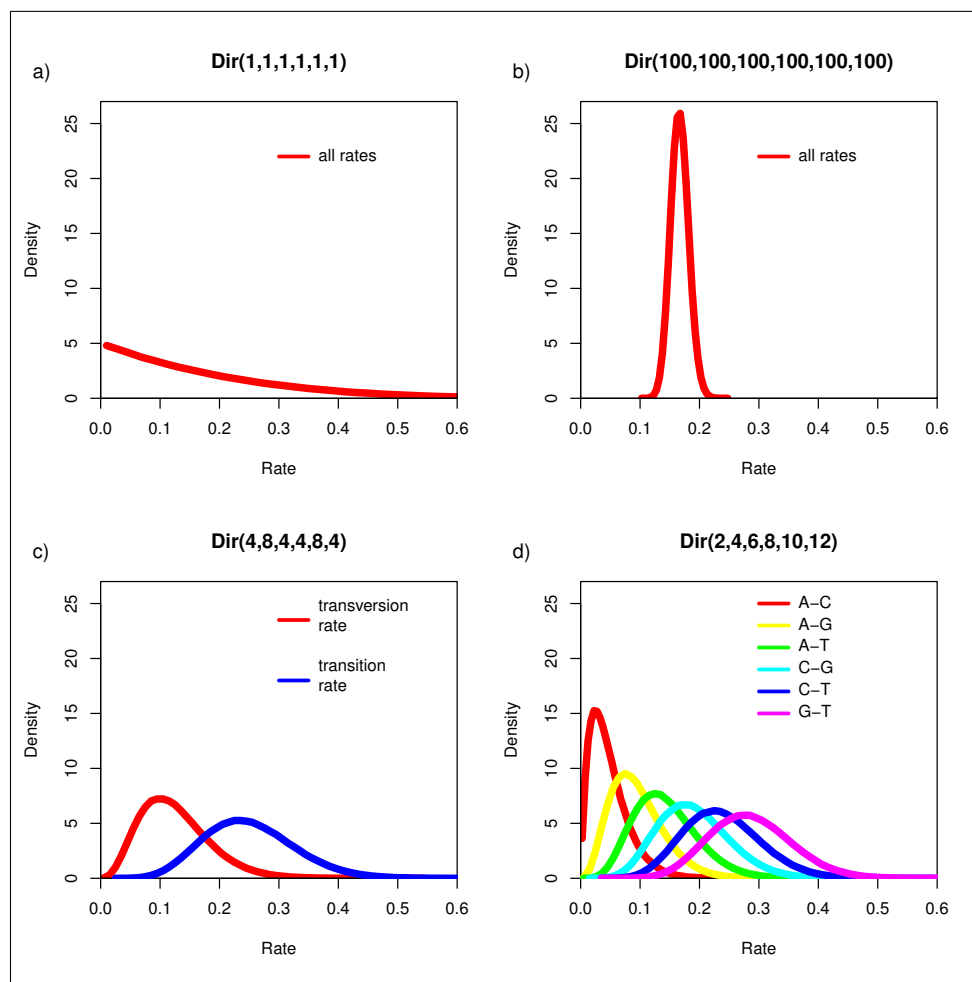 a)
Dir(1,1,1,1,1,1)
Density
25
20
15
10
5
0
all rates
0.0 0.1 0.2 0.3 0.4 0.5 0.6
Rate
b)
Dir(100,100,100,100,100,100)
Density
25
20
15
10
5
0
all rates
0.0 0.1 0.2 0.3 0.4 0.5 0.6
Rate
c)
Dir(4,8,4,4,8,4)
Density
25
20
15
10
5
0
transversion
rate
transition
rate
0.0 0.1 0.2 0.3 0.4 0.5 0.6
Rate
d)
Dir(2,4,6,8,10,12)
Density
25
20
15
10
5
0
A−C
A−G
A−T
C−G
C−T
G−T
0.0 0.1 0.2 0.3 0.4 0.5 0.6
Rate